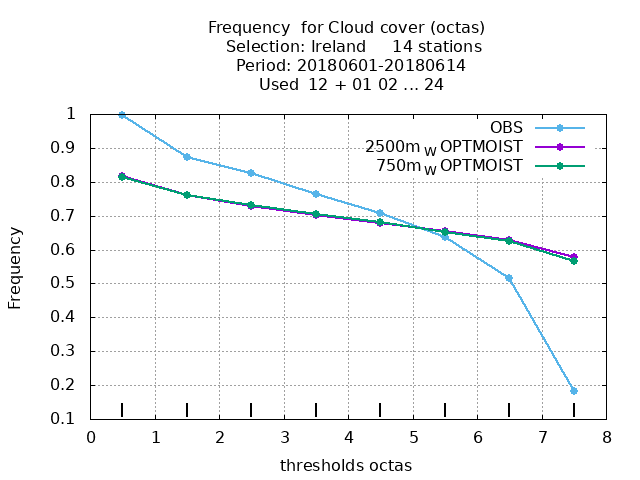 Frequency  for Cloud cover (octas)
Selection: Ireland     14 stations
Period: 20180601-20180614
Used  12 + 01 02 ... 24
OBS
2500m_W OPTMOIST
750m_W OPTMOIST
1
0.9
0.8
0.7
0.6
0.5
0.4
0.3
0.2
0.1
Frequency
0 1 2 3 4 5 6 7 8
thresholds octas